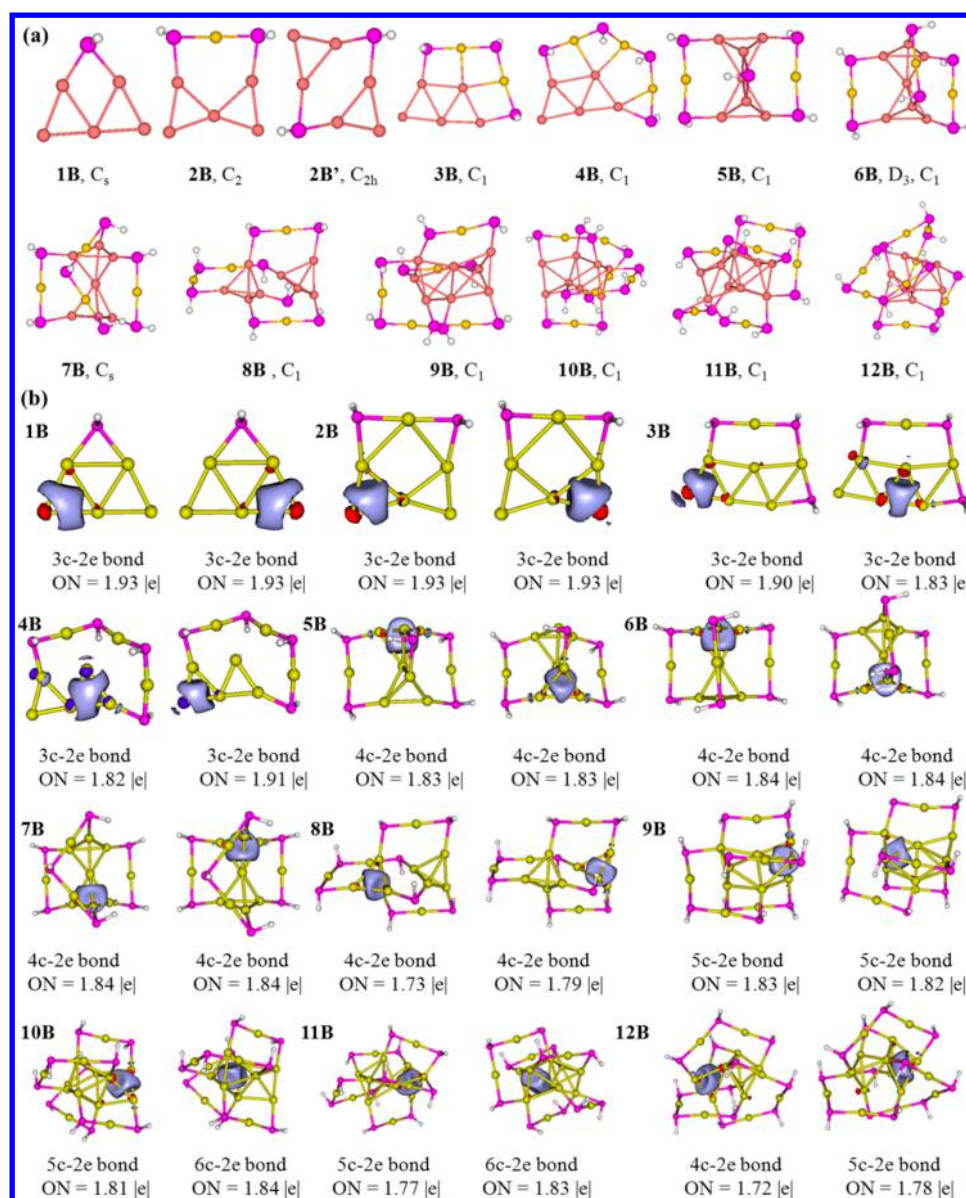 (a)
1B, Cs 2B, C2 2B’, C2h 3B, C1 4B, C1 5B, C1 6B, D3, C1
7B, Cs 8B , C1 9B, C1 10B, C1 11B, C1 12B, C1
(b)
1B 2B 3B
3c-2e bond 3c-2e bond 3c-2e bond 3c-2e bond 3c-2e bond 3c-2e bond
ON = 1.93 |e| ON = 1.93 |e| ON = 1.93 |e| ON = 1.93 |e| ON = 1.90 |e| ON = 1.83 |e|
4B 5B 6B
3c-2e bond 3c-2e bond 4c-2e bond 4c-2e bond 4c-2e bond 4c-2e bond
ON = 1.82 |e| ON = 1.91 |e| ON = 1.83 |e| ON = 1.83 |e| ON = 1.84 |e| ON = 1.84 |e|
7B 8B 9B
4c-2e bond 4c-2e bond 4c-2e bond 4c-2e bond 5c-2e bond 5c-2e bond
ON = 1.84 |e| ON = 1.84 |e| ON = 1.73 |e| ON = 1.79 |e| ON = 1.83 |e| ON = 1.82 |e|
10B 11B 12B
5c-2e bond 6c-2e bond 5c-2e bond 6c-2e bond 4c-2e bond 5c-2e bond
ON = 1.81 |e| ON = 1.84 |e| ON = 1.77 |e| ON = 1.83 |e| ON = 1.72 |e| ON = 1.78 |e|